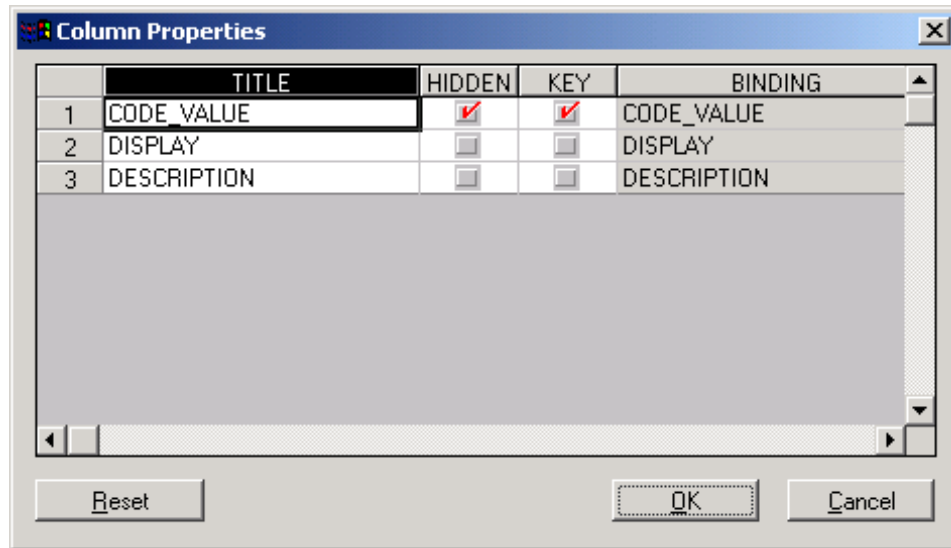 Column Properties
TITLE HIDDEN KEY BINDING
1 CODE_VALUE CODE_VALUE
2 DISPLAY DISPLAY
3 DESCRIPTION DESCRIPTION
Reset OK Cancel